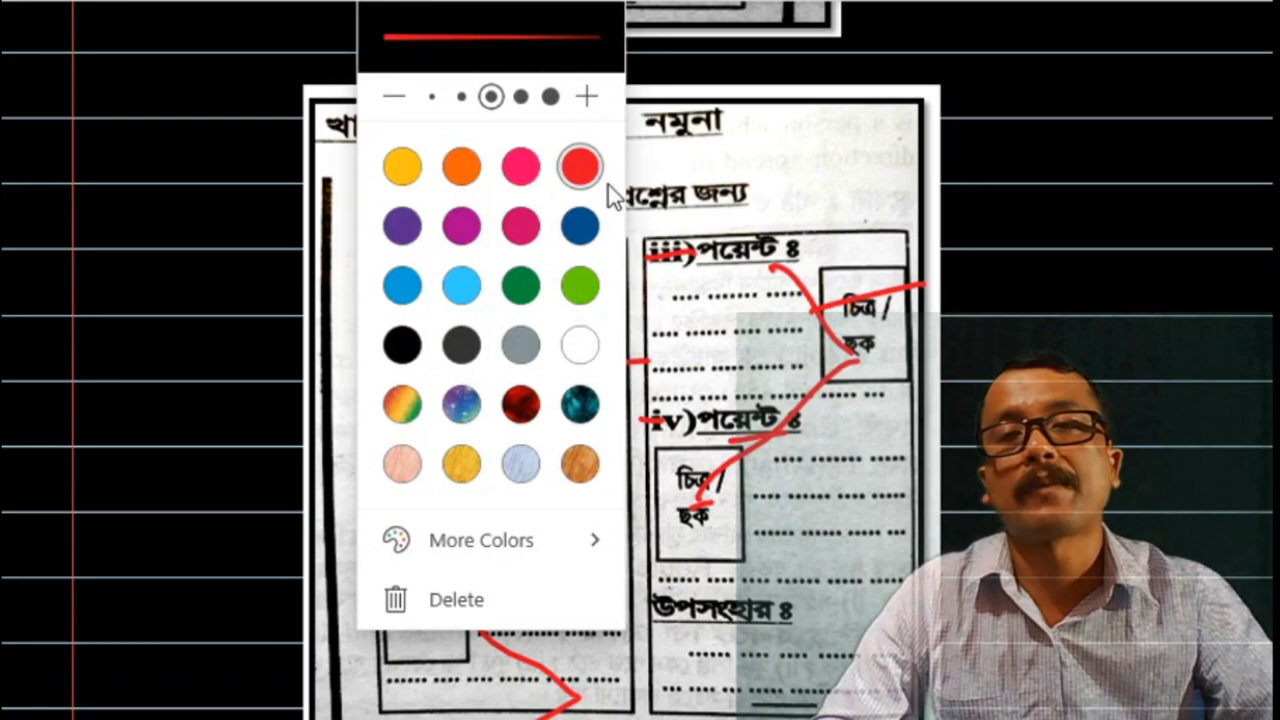 খা
নমুনা
প্রশ্নের জন্য
iii) পয়েন্ট ঃ
চিত্র /
ছক
iv) পয়েন্ট ঃ
চিত্র /
ছক
উপসংহার ঃ
More Colors
Delete